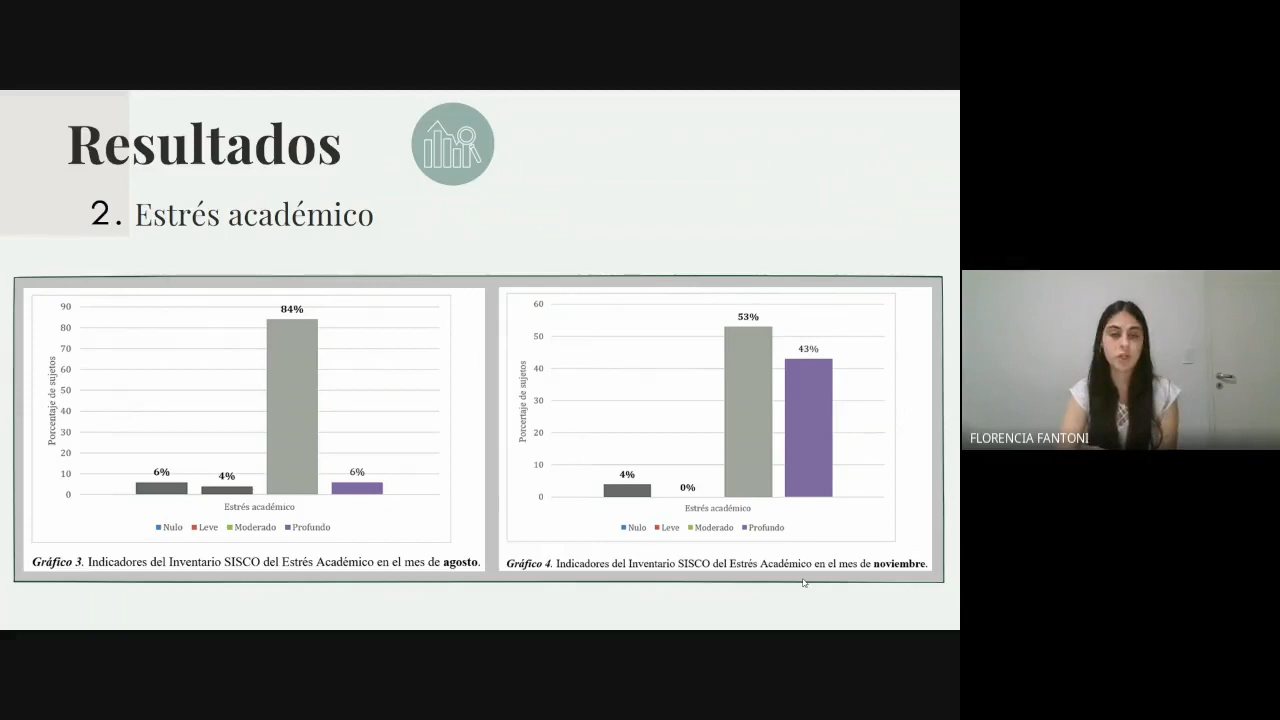 Resultados
2. Estrés académico
90
80
70
60
50
40
30
20
10
0
Porcentaje de sujetos
6%
4%
84%
6%
Estrés académico
Nulo Leve Moderado Profundo
Gráfico 3. Indicadores del Inventario SISCO del Estrés Académico en el mes de agosto.
60
50
40
30
20
10
0
Porcertaje de sujetos
4%
0%
53%
43%
Estrés académico
Nulo Leve Moderado Profundo
Gráfico 4. Indicadores del Inventario SISCO del Estrés Académico en el mes de noviembre.
FLORENCIA FANTONI